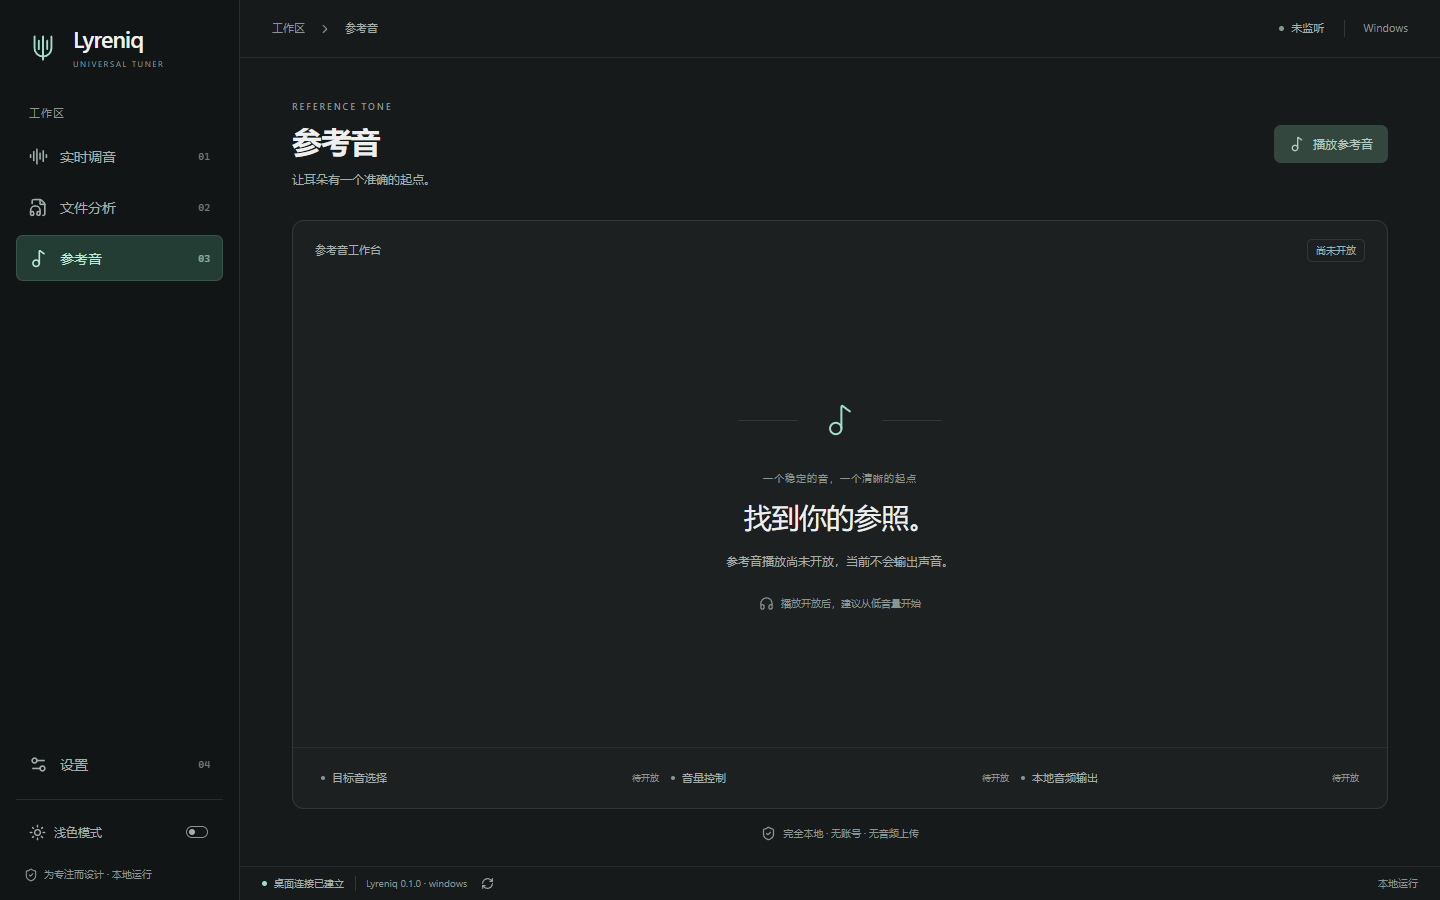 Lyreniq
UNIVERSAL TUNER
工作区
实时调音 01
文件分析 02
参考音 03
设置 04
浅色模式
为专注而设计 · 本地运行
工作区 参考音
未监听 Windows
REFERENCE TONE
参考音
让耳朵有一个准确的起点。
播放参考音
参考音工作台
尚未开放
一个稳定的音，一个清晰的起点
找到你的参照。
参考音播放尚未开放，当前不会输出声音。
播放开放后，建议从低音量开始
目标音选择 待开放
音量控制 待开放
本地音频输出 待开放
完全本地 · 无账号 · 无音频上传
桌面连接已建立 Lyreniq 0.1.0 · windows
本地运行